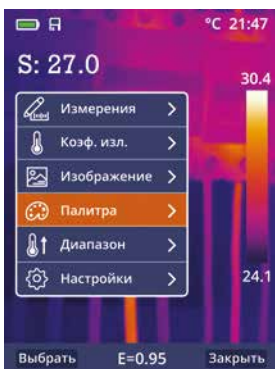 °C 21:47
S: 27.0
30.4
Измерения
Коэф. изл.
Изображение
Палитра
Диапазон
Настройки
24.1
Выбрать E=0.95 Закрыть